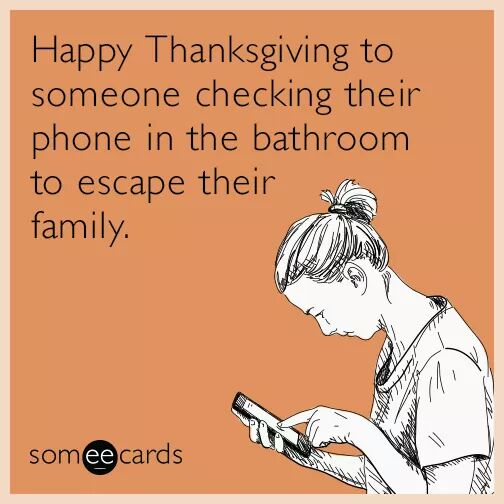 Happy Thanksgiving to
someone checking their
phone in the bathroom
to escape their
family.
someecards